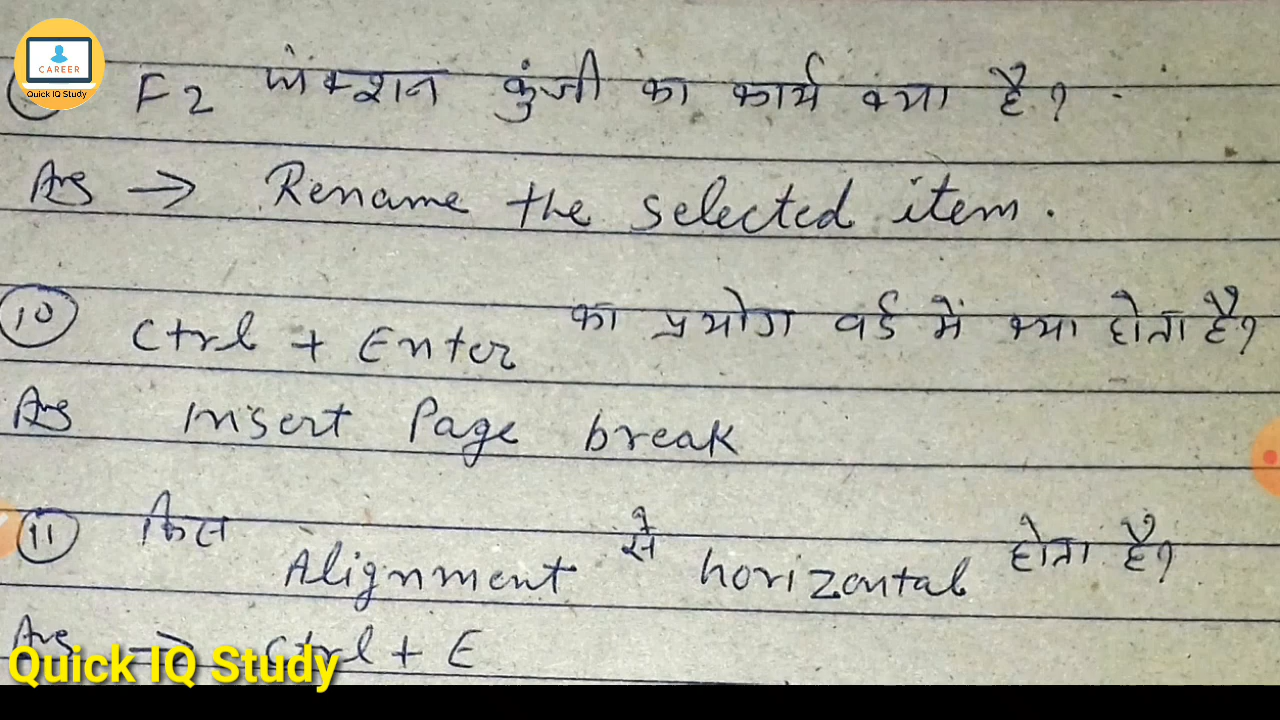 CAREER
Quick IQ Study
F2 फंक्शन कुंजी का कार्य क्या है?
Ans → Rename the selected item.
10 Ctrl + Enter का प्रयोग वर्ड में क्या होता है?
Ans Insert Page break
11 किस Alignment से horizontal होता है?
Ans → Ctrl + E
Quick IQ Study